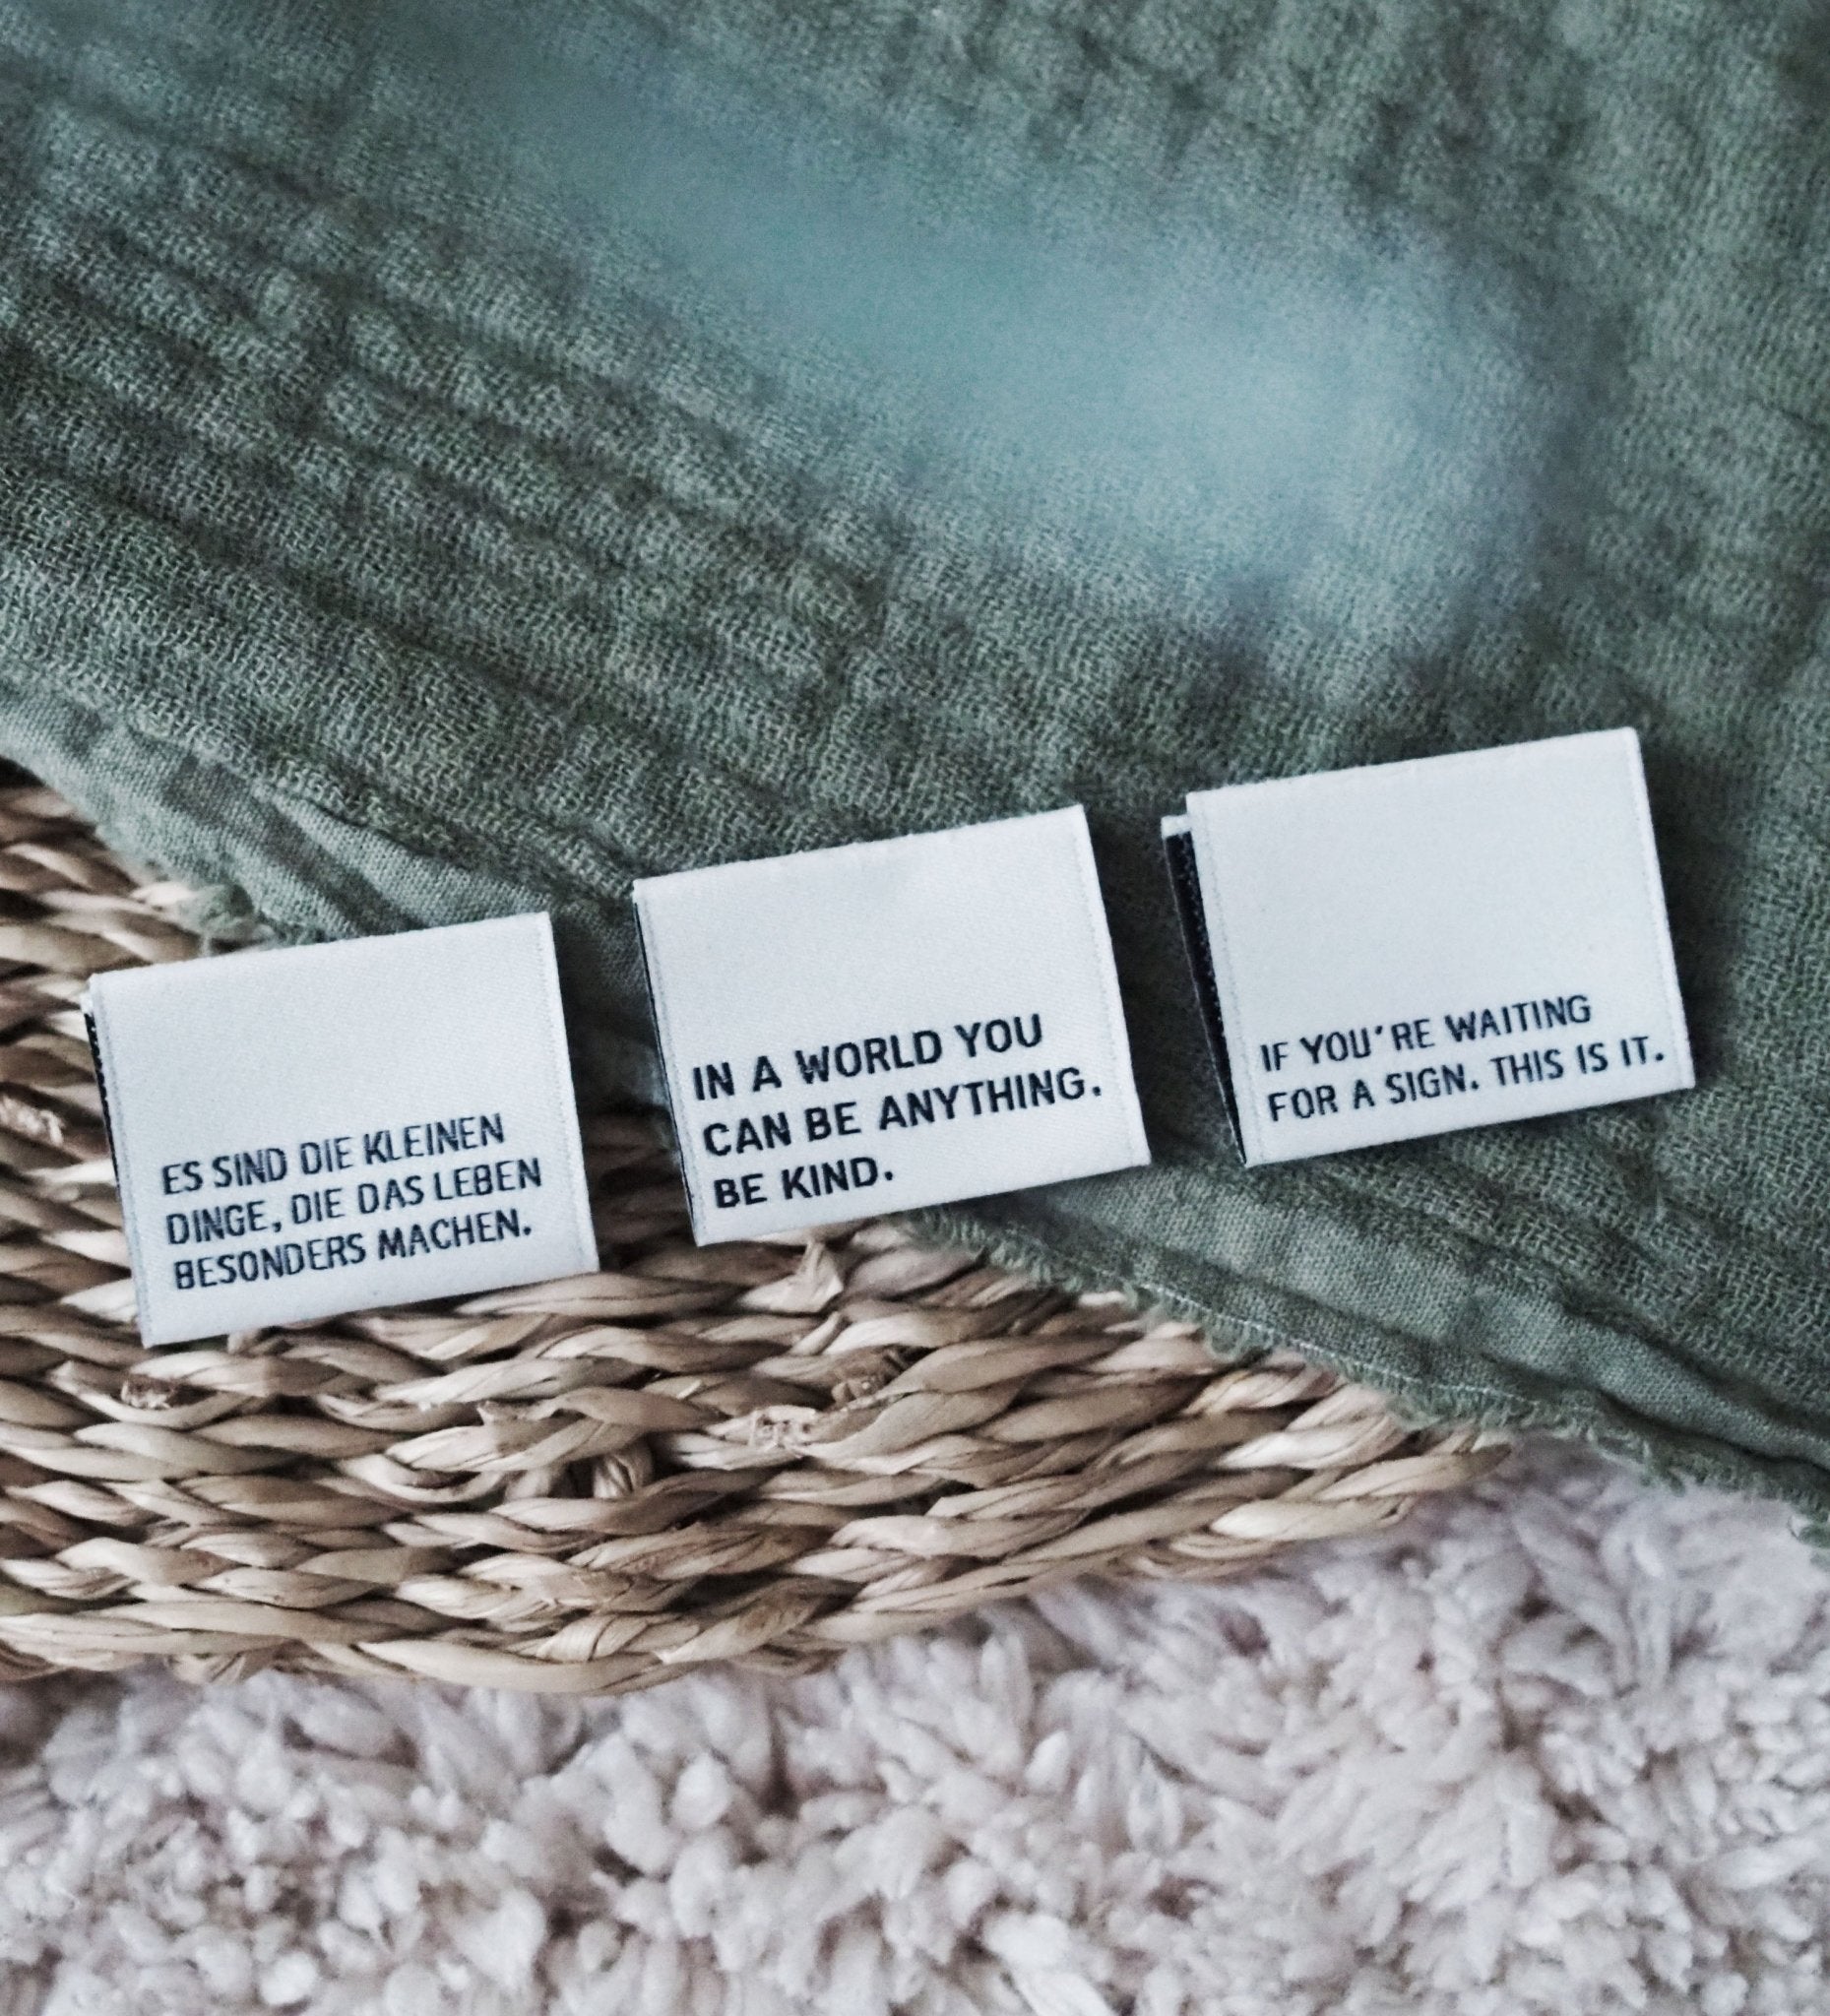 ES SIND DIE KLEINEN
DINGE, DIE DAS LEBEN
BESONDERS MACHEN.
IN A WORLD YOU
CAN BE ANYTHING.
BE KIND.
IF YOU'RE WAITING
FOR A SIGN. THIS IS IT.